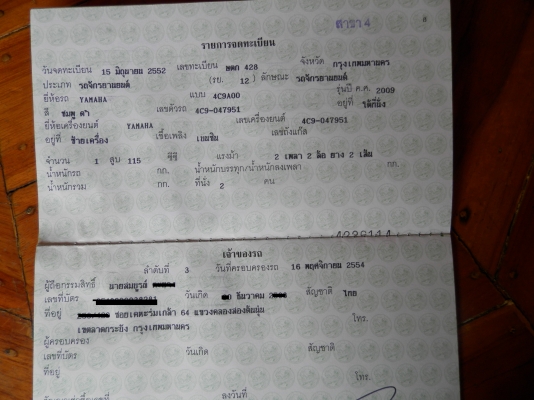 ตารา 4
รายการจดทะเบียน
วันจดทะเบียน 15 มิถุนายน 2552 เลขทะเบียน 428 จังหวัด กรุงเทพมหานคร
ประเภท รถจักรยานยนต์ (รย. 12 ) ลักษณะ รถจักรยานยนต์
ยี่ห้อรถ YAMAHA แบบ 4C9A00 รุ่นปี ค.ศ. 2009
สี ชมพู ดำ เลขตัวรถ 4C9-047951 อยู่ที่ ใต้ที่นั่ง
ยี่ห้อเครื่องยนต์ YAMAHA เลขเครื่องยนต์ 4C9-047951
อยู่ที่ ซ้ายเครื่อง เชื้อเพลิง เบนซิน เลขถังแก๊ส
จำนวน 1 สูบ 115 ซีซี แรงม้า 2 เพลา 2 ล้อ ยาง 2 เส้น
น้ำหนักรถ กก. น้ำหนักบรรทุก/น้ำหนักลงเพลา กก.
น้ำหนักรวม กก. ที่นั่ง 2 คน
เจ้าของรถ
ลำดับที่ 3 วันที่ครอบครองรถ 16 พฤศจิกายน 2554
ผู้ถือกรรมสิทธิ์ นายสมบูรณ์
เลขที่บัตร วันเกิด ธันวาคม สัญชาติ ไทย
ที่อยู่ ซอยเคหะร่มเกล้า 64 แขวงคลองสองต้นนุ่น
เขตลาดกระบัง กรุงเทพมหานคร โทร.
ผู้ครอบครอง
เลขที่บัตร วันเกิด สัญชาติ
ที่อยู่
โทร.
ลงวันที่